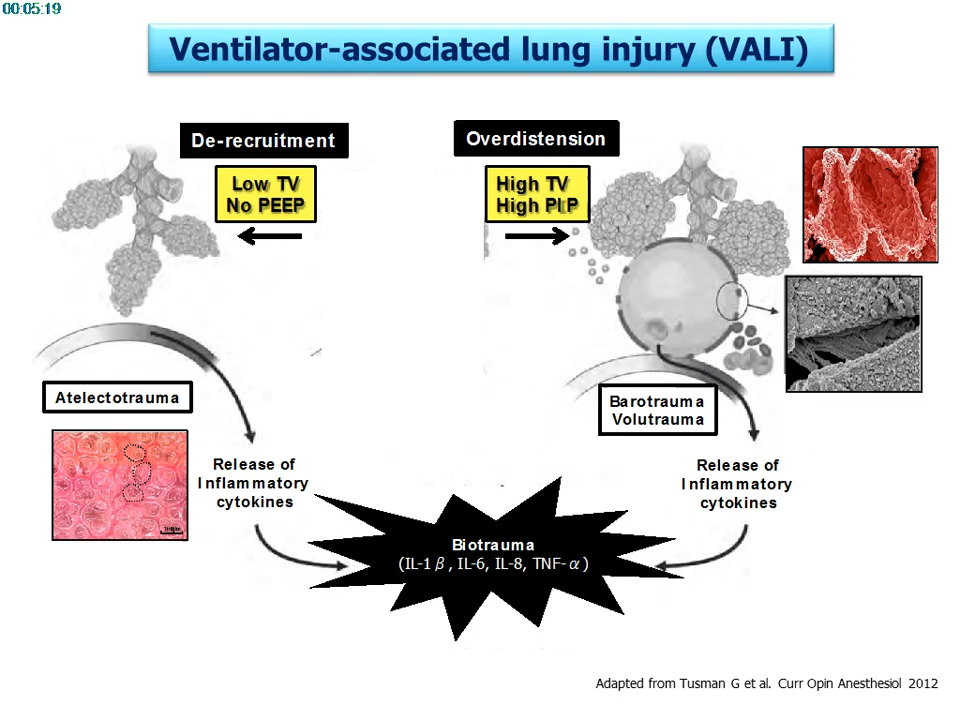 00:05:19
Ventilator-associated lung injury (VALI)
De-recruitment
Low TV
No PEEP
Overdistension
High TV
High
Atelectotrauma
Barotrauma
Volutrauma
Release of
Inflammatory
cytokines
Release of
Inflammatory
cytokines
Biotrauma
(IL-1β, IL-6, IL-8, TNF-α)
Adapted from Tusman G et al. Curr Opin Anesthesiol 2012